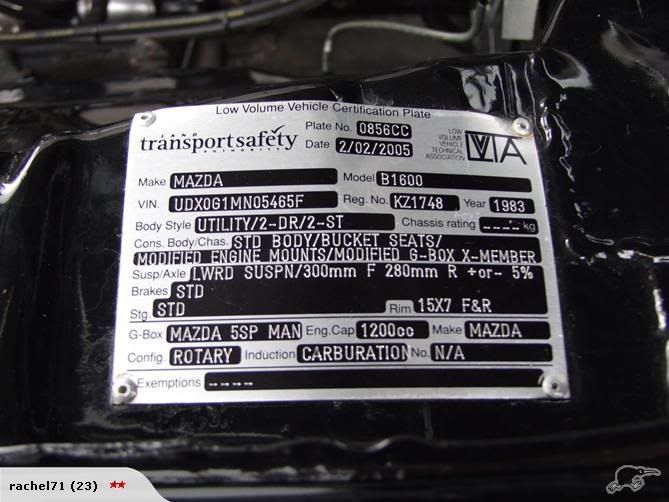 Low Volume Vehicle Certification Plate
LAND transportsafety AUTHORITY
Plate No. 0856CC
Date 2/02/2005
LOW VOLUME VEHICLE TECHNICAL ASSOCIATION
VTA
Make MAZDA Model B1600
VIN. UDX0G1MN05465F Reg. No. KZ1748 Year 1983
Body Style UTILITY/2-DR/2-ST Chassis rating ---- kg
Cons. Body/Chas. STD BODY/BUCKET SEATS/
MODIFIED ENGINE MOUNTS/MODIFIED G-BOX X-MEMBER
Susp/Axle LWRD SUSPN/300mm F 280mm R +or- 5%
Brakes STD
Stg. STD Rim 15X7 F&R
G-Box MAZDA 5SP MAN Eng.Cap 1200cc Make MAZDA
Config. ROTARY Induction CARBURATION No. N/A
Exemptions ----
rachel71 (23)